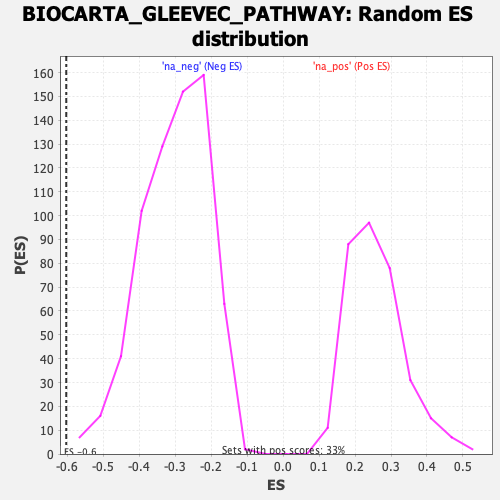 BIOCARTA_GLEEVEC_PATHWAY: Random ES
distribution
'na_neg' (Neg ES)
'na_pos' (Pos ES)
160
150
140
130
120
110
100
90
80
70
60
50
40
30
20
10
0
P(ES)
ES -0.6
Sets with pos scores: 33%
-0.6 -0.5 -0.4 -0.3 -0.2 -0.1 0.0 0.1 0.2 0.3 0.4 0.5
ES